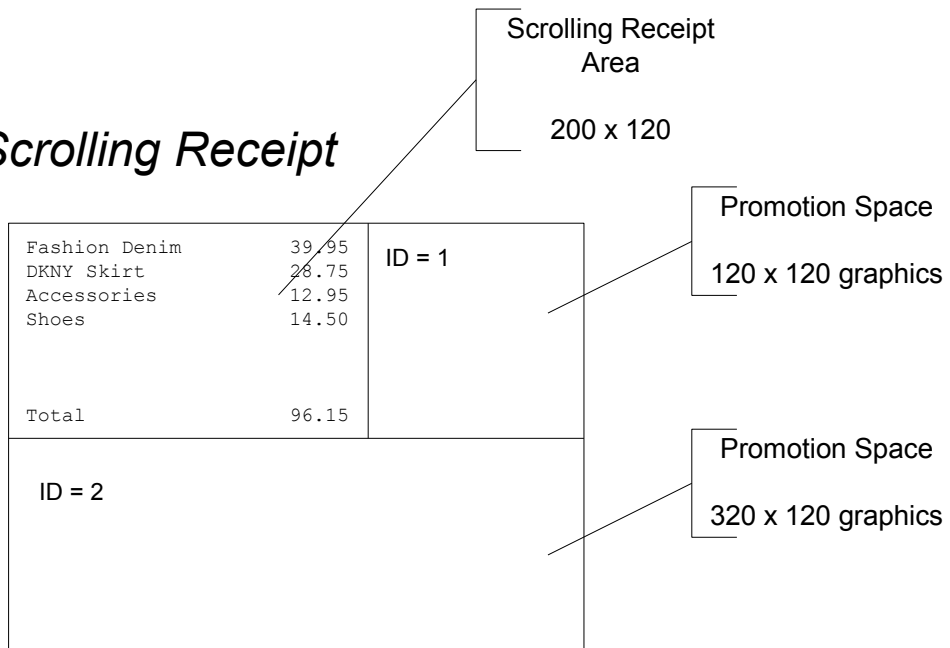 Scrolling Receipt
Area
200 x 120
Scrolling Receipt
Promotion Space
120 x 120 graphics
Fashion Denim 39.95
DKNY Skirt 28.75
Accessories 12.95
Shoes 14.50
Total 96.15
ID = 1
Promotion Space
320 x 120 graphics
ID = 2